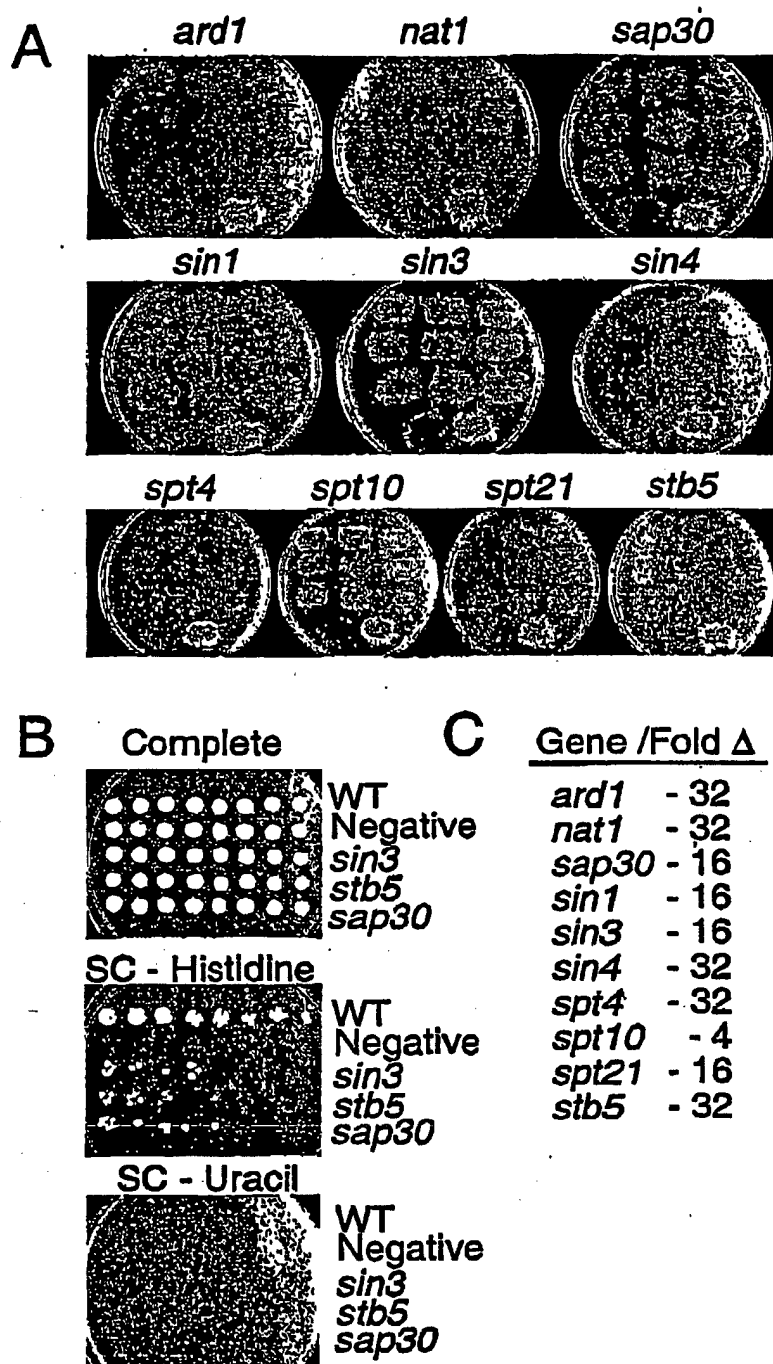 A
ard1 nat1 sap30
sin1 sin3 sin4
spt4 spt10 spt21 stb5
B
Complete
WT
Negative
sin3
stb5
sap30
SC - Histidine
WT
Negative
sin3
stb5
sap30
SC - Uracil
WT
Negative
sin3
stb5
sap30
C
Gene /Fold Δ
ard1 - 32
nat1 - 32
sap30 - 16
sin1 - 16
sin3 - 16
sin4 - 32
spt4 - 32
spt10 - 4
spt21 - 16
stb5 - 32